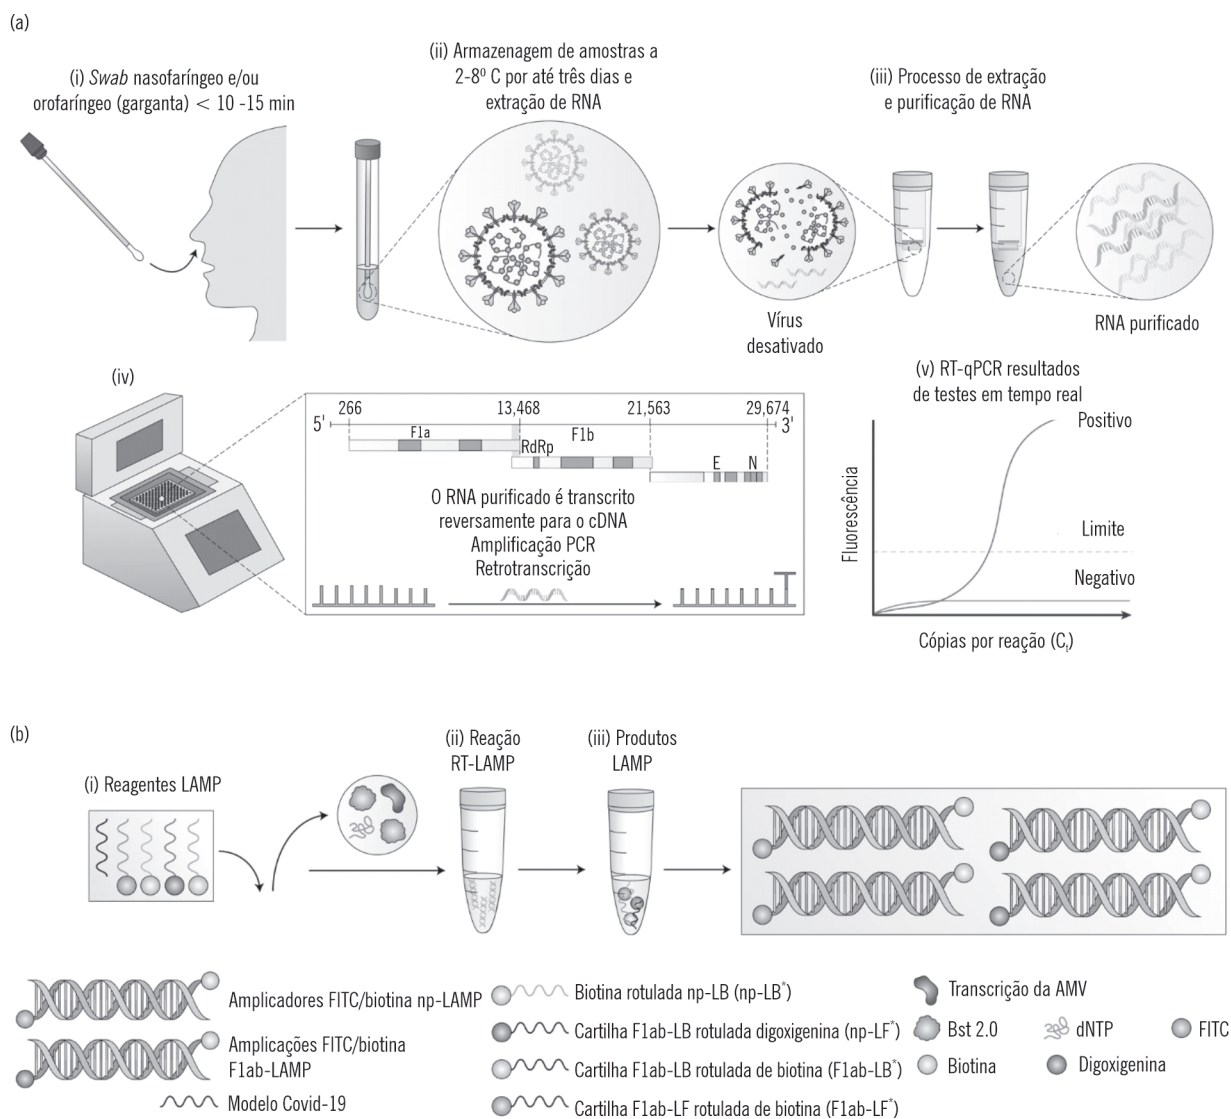 (a)
(i) Swab nasofaríngeo e/ou
orofaríngeo (garganta) < 10 -15 min
(ii) Armazenagem de amostras a
2-8º C por até três dias e
extração de RNA
(iii) Processo de extração
e purificação de RNA
Vírus
desativado
RNA purificado
(iv)
266
13,468
21,563
29,674
5'
3'
F1a
F1b
RdRp
E
N
O RNA purificado é transcrito
reversamente para o cDNA
Amplificação PCR
Retrotranscrição
(v) RT-qPCR resultados
de testes em tempo real
Positivo
Limite
Negativo
Fluorescência
Cópias por reação (Ct)
(b)
(i) Reagentes LAMP
(ii) Reação
RT-LAMP
(iii) Produtos
LAMP
Amplicadores FITC/biotina np-LAMP
Amplicações FITC/biotina
F1ab-LAMP
Modelo Covid-19
Biotina rotulada np-LB (np-LB*)
Cartilha F1ab-LB rotulada digoxigenina (np-LF*)
Cartilha F1ab-LB rotulada de biotina (F1ab-LB*)
Cartilha F1ab-LF rotulada de biotina (F1ab-LF*)
Transcrição da AMV
Bst 2.0
dNTP
FITC
Biotina
Digoxigenina